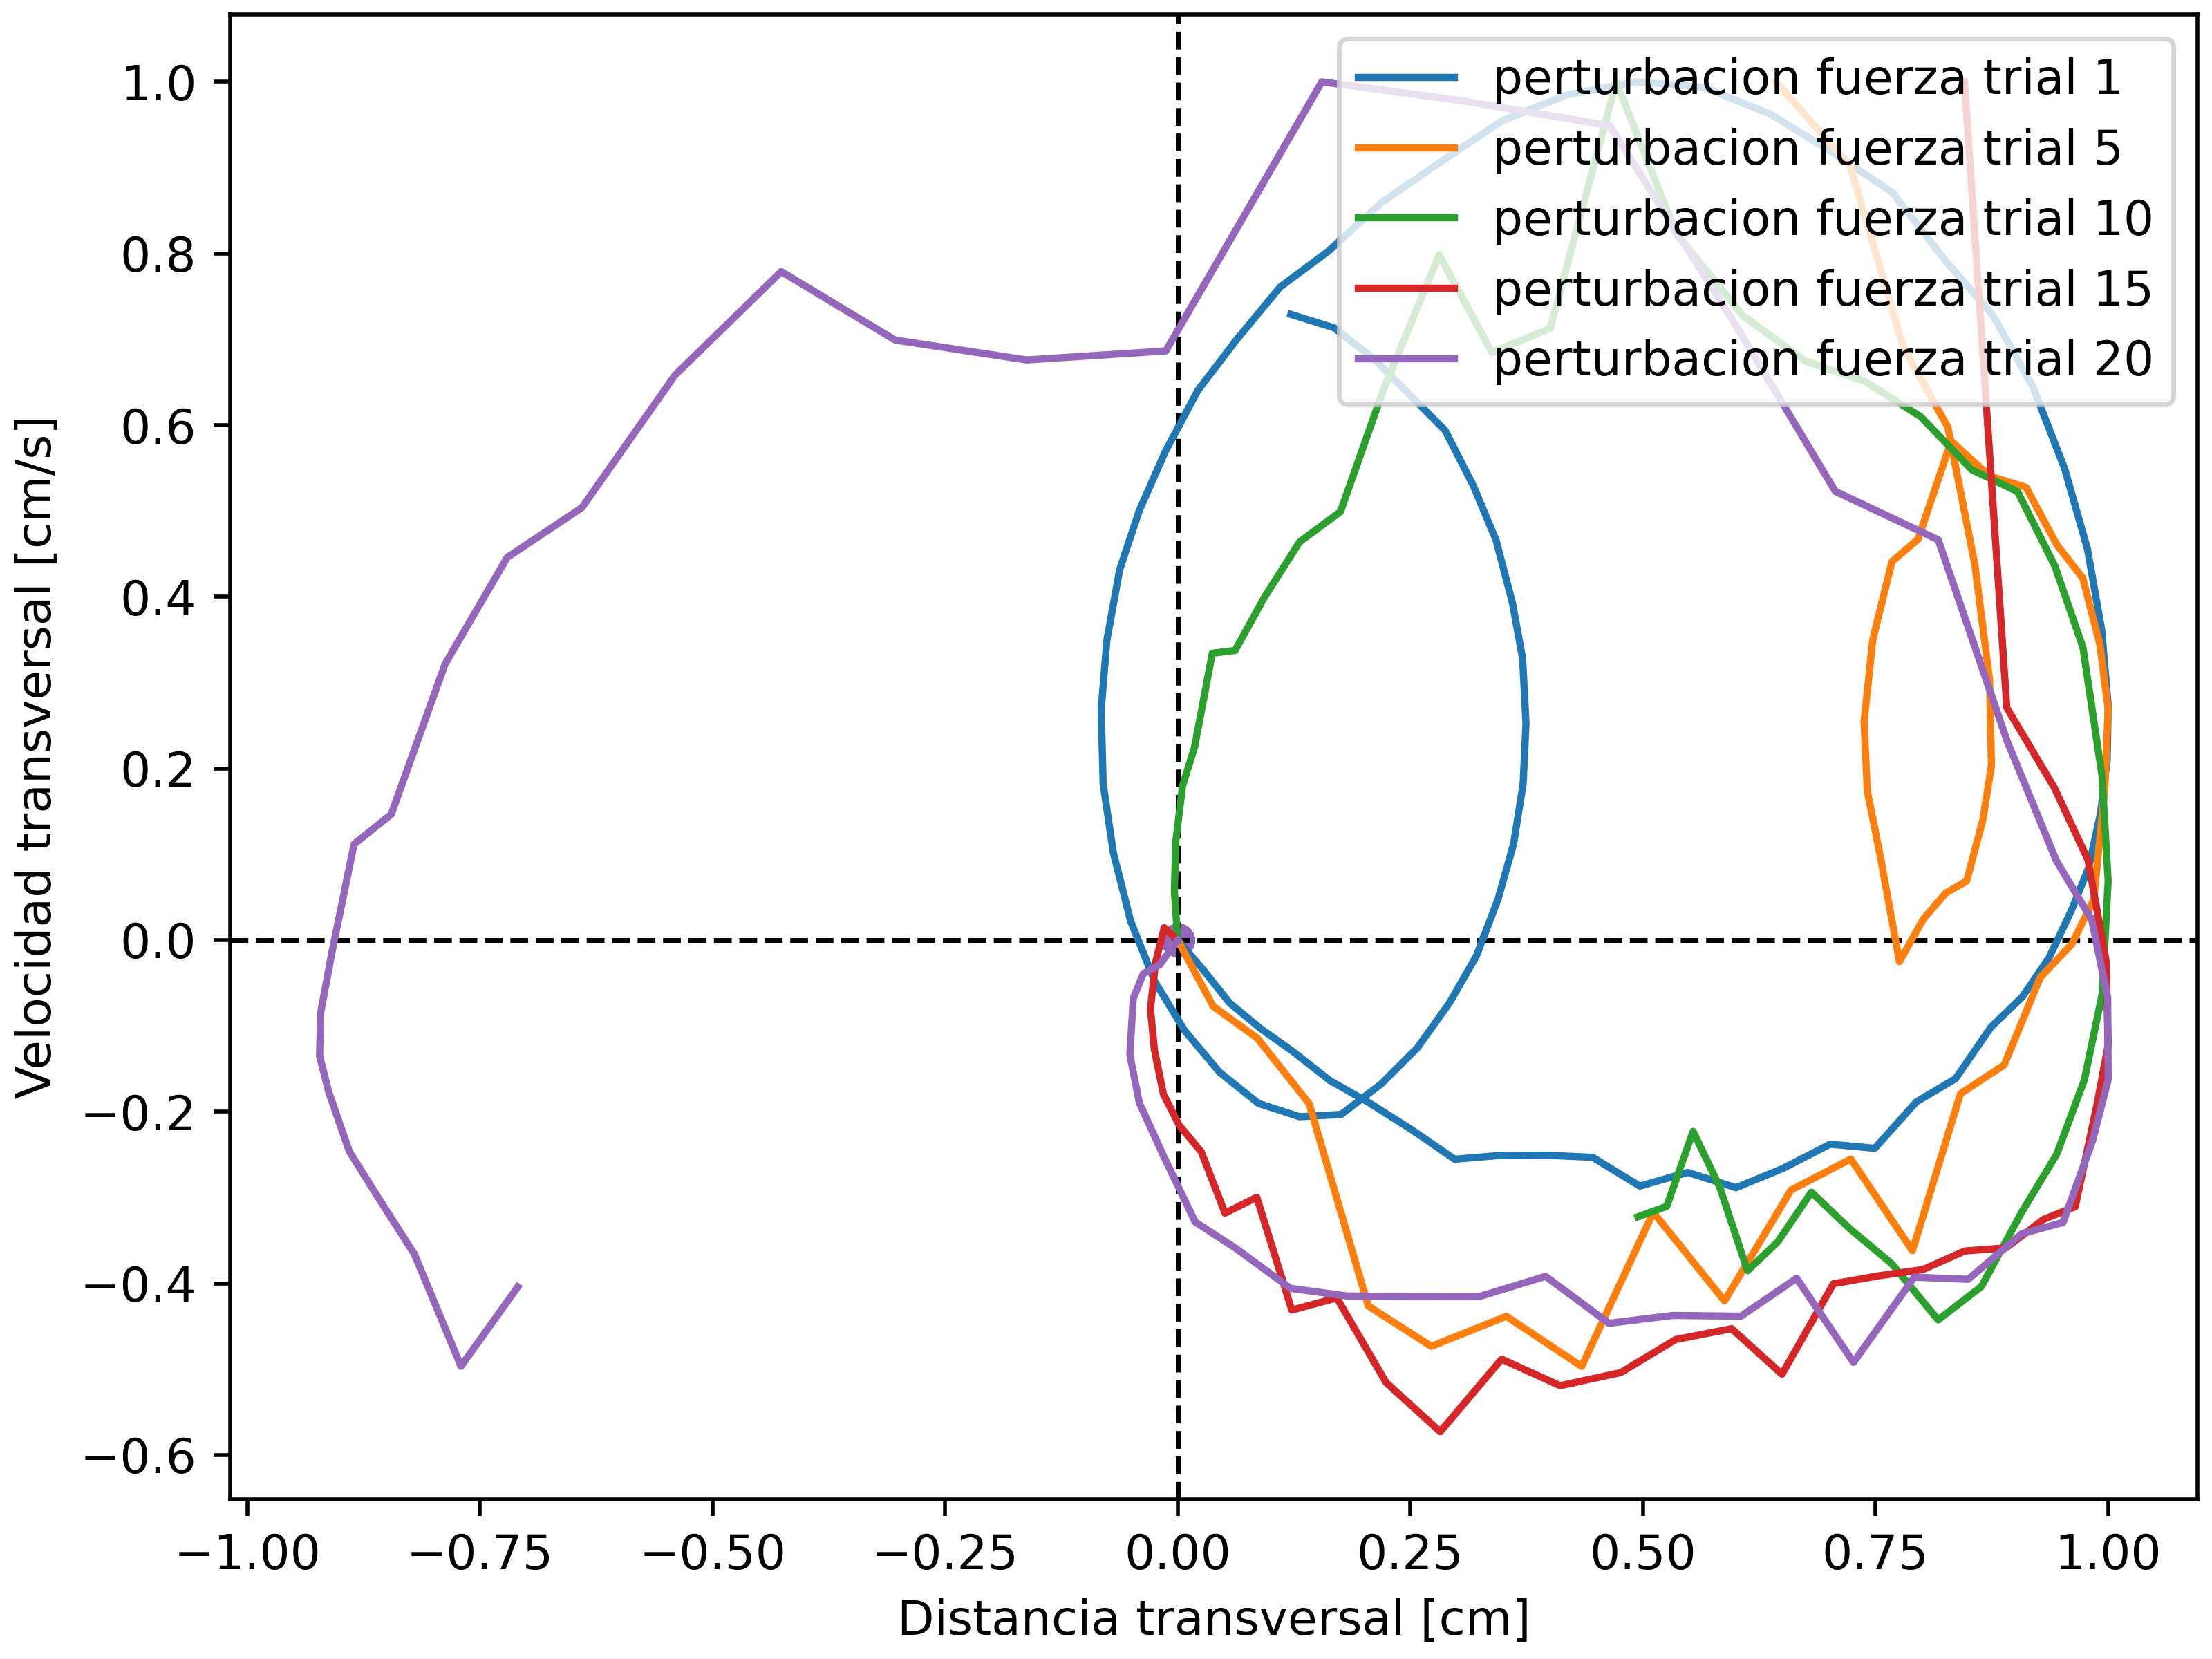 perturbacion fuerza trial 1
perturbacion fuerza trial 5
perturbacion fuerza trial 10
perturbacion fuerza trial 15
perturbacion fuerza trial 20
Velocidad transversal [cm/s]
1.0
0.8
0.6
0.4
0.2
0.0
−0.2
−0.4
−0.6
−1.00 −0.75 −0.50 −0.25 0.00 0.25 0.50 0.75 1.00
Distancia transversal [cm]